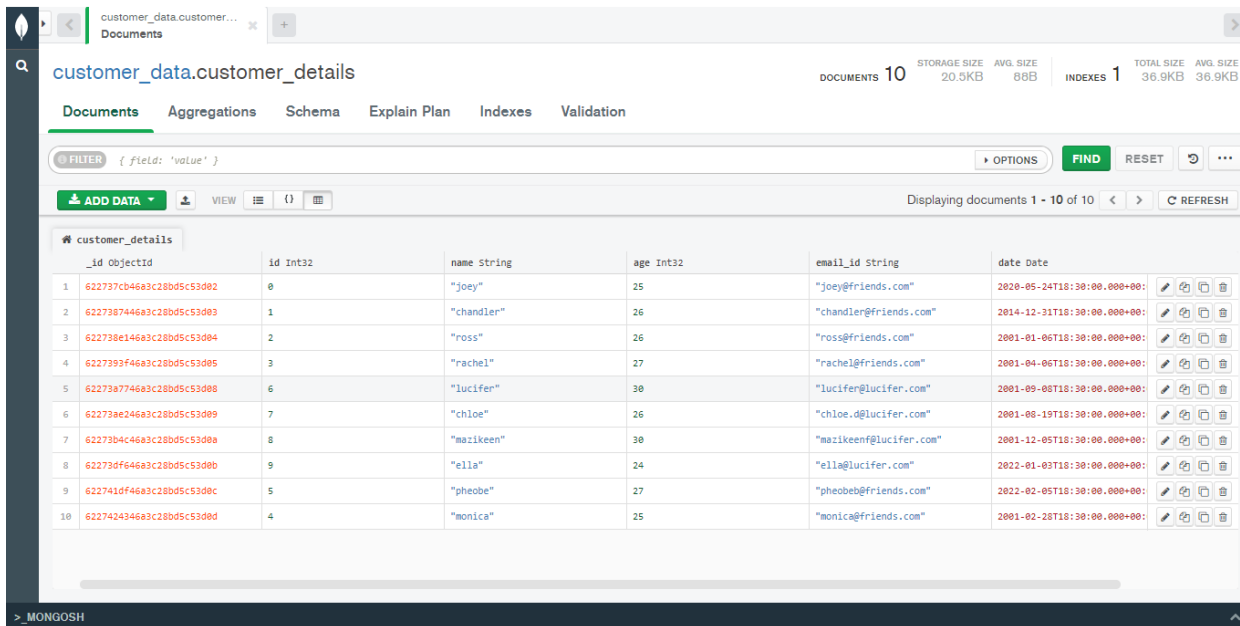 customer_data.customer...
Documents
customer_data.customer_details
DOCUMENTS 10 STORAGE SIZE 20.5KB AVG. SIZE 88B INDEXES 1 TOTAL SIZE 36.9KB AVG. SIZE 36.9KB
Documents Aggregations Schema Explain Plan Indexes Validation
FILTER { field: 'value' } OPTIONS FIND RESET ...
ADD DATA VIEW {} Displaying documents 1 - 10 of 10 < > REFRESH
customer_details
_id ObjectId id Int32 name String age Int32 email_id String date Date
1 622737cb46a3c28bd5c53d02 0 "joey" 25 "joey@friends.com" 2020-05-24T18:30:00.000+00:
2 6227387446a3c28bd5c53d03 1 "chandler" 26 "chandler@friends.com" 2014-12-31T18:30:00.000+00:
3 622738e146a3c28bd5c53d04 2 "ross" 26 "ross@friends.com" 2001-01-06T18:30:00.000+00:
4 6227393f46a3c28bd5c53d05 3 "rachel" 27 "rachel@friends.com" 2001-04-06T18:30:00.000+00:
5 62273a7746a3c28bd5c53d08 6 "lucifer" 30 "lucifer@lucifer.com" 2001-09-08T18:30:00.000+00:
6 62273ae246a3c28bd5c53d09 7 "chloe" 26 "chloe.d@lucifer.com" 2001-08-19T18:30:00.000+00:
7 62273b4c46a3c28bd5c53d0a 8 "mazikeen" 30 "mazikeenf@lucifer.com" 2001-12-05T18:30:00.000+00:
8 62273df646a3c28bd5c53d0b 9 "ella" 24 "ella@lucifer.com" 2022-01-03T18:30:00.000+00:
9 622741df46a3c28bd5c53d0c 5 "pheobe" 27 "pheobeb@friends.com" 2022-02-05T18:30:00.000+00:
10 6227424346a3c28bd5c53d0d 4 "monica" 25 "monica@friends.com" 2001-02-28T18:30:00.000+00:
>_MONGOSH